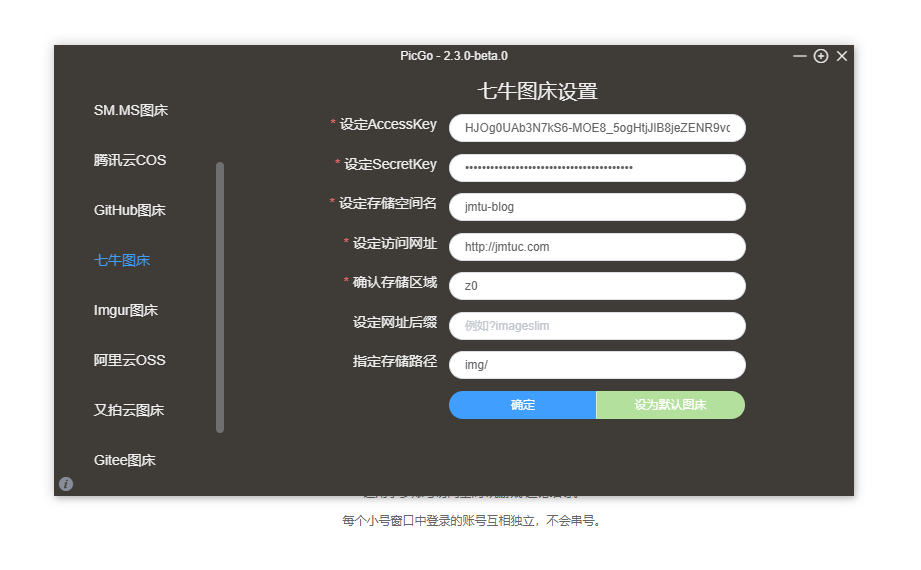 PicGo - 2.3.0-beta.0
SM.MS图床
腾讯云COS
GitHub图床
七牛图床
Imgur图床
阿里云OSS
又拍云图床
Gitee图床
七牛图床设置
* 设定AccessKey
HJOg0UAb3N7kS6-MOE8_5ogHtjJlB8jeZENR9vc
* 设定SecretKey
* 设定存储空间名
jmtu-blog
* 设定访问网址
http://jmtuc.com
* 确认存储区域
z0
设定网址后缀
例如?imageslim
指定存储路径
img/
确定
设为默认图床
每个小号窗口中登录的账号互相独立，不会串号。